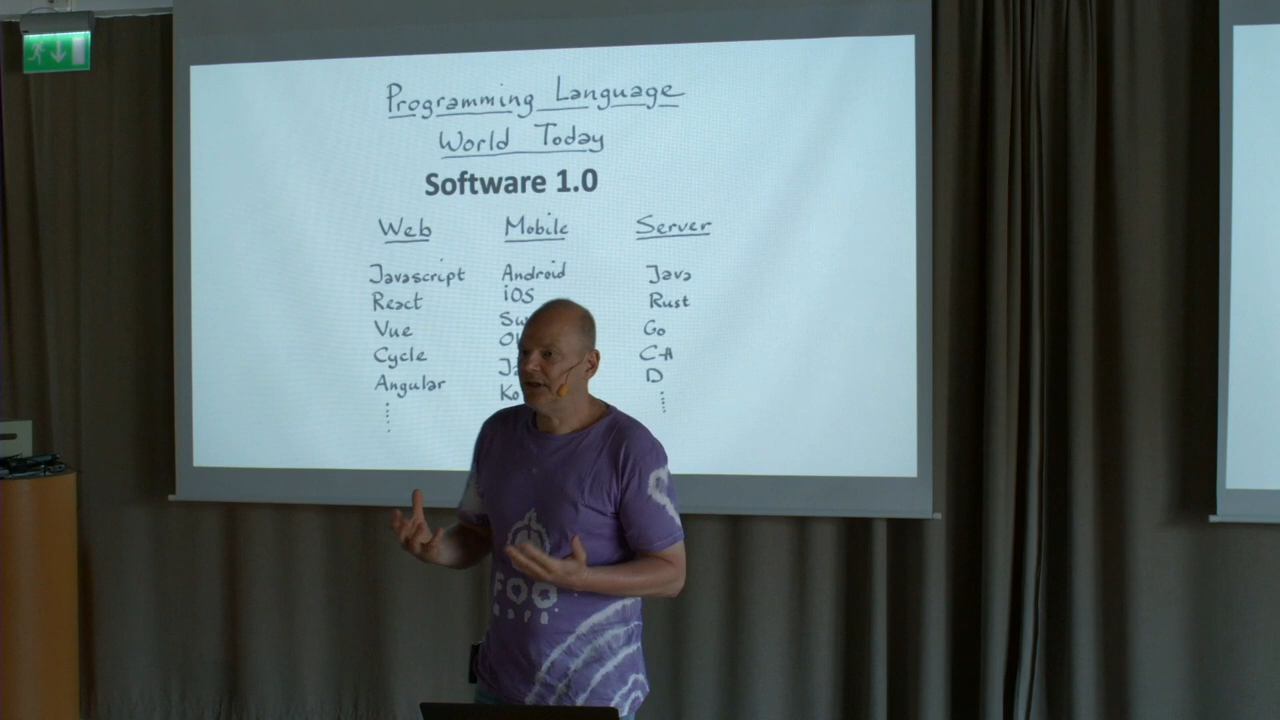 Programming Language
World Today
Software 1.0
Web Mobile Server
Javascript Android Java
React iOS Rust
Vue Go
Cycle
Angular D
FOO